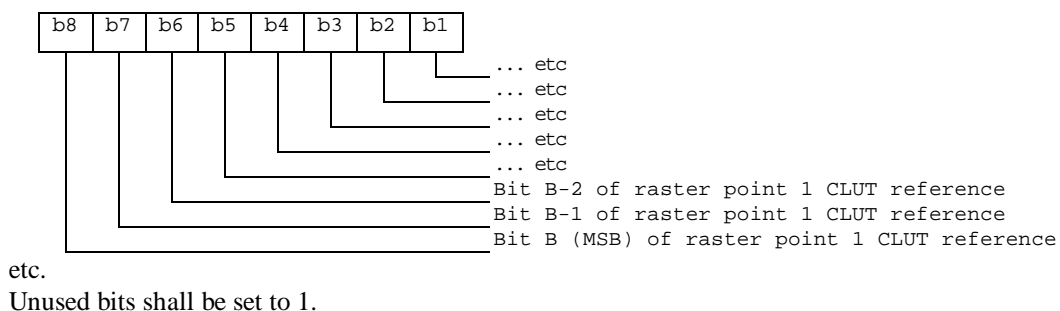 b8 b7 b6 b5 b4 b3 b2 b1
... etc
... etc
... etc
... etc
... etc
Bit B-2 of raster point 1 CLUT reference
Bit B-1 of raster point 1 CLUT reference
Bit B (MSB) of raster point 1 CLUT reference
etc.
Unused bits shall be set to 1.